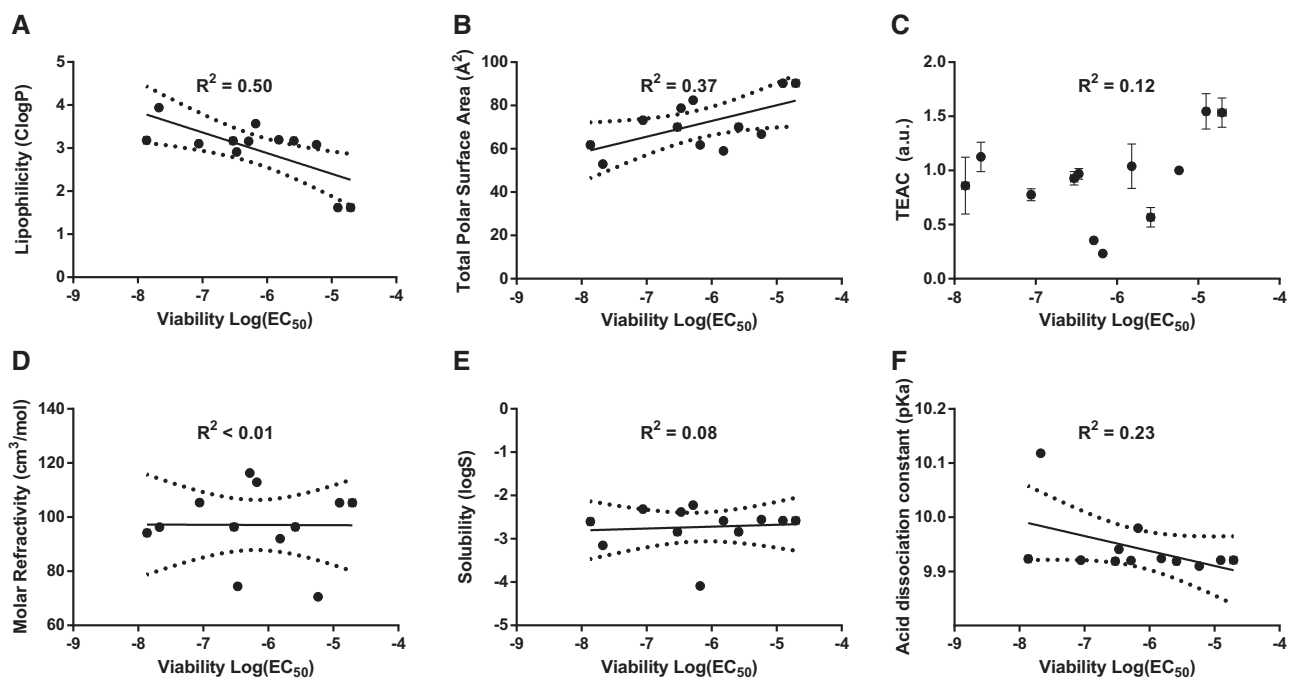 A
R² = 0.50
Lipophilicity (ClogP)
5
4
3
2
1
0
-9 -8 -7 -6 -5 -4
Viability Log(EC₅₀)
B
R² = 0.37
Total Polar Surface Area (Å²)
100
80
60
40
20
0
-9 -8 -7 -6 -5 -4
Viability Log(EC₅₀)
C
R² = 0.12
TEAC (a.u.)
2.0
1.5
1.0
0.5
0.0
-8 -7 -6 -5 -4
Viability Log(EC₅₀)
D
R² < 0.01
Molar Refractivity (cm³/mol)
140
120
100
80
60
-9 -8 -7 -6 -5 -4
Viability Log(EC₅₀)
E
R² = 0.08
Solubility (logS)
0
-1
-2
-3
-4
-5
-9 -8 -7 -6 -5 -4
Viability Log(EC₅₀)
F
R² = 0.23
Acid dissociation constant (pKa)
10.2
10.1
10.0
9.9
-9 -8 -7 -6 -5 -4
Viability Log(EC₅₀)